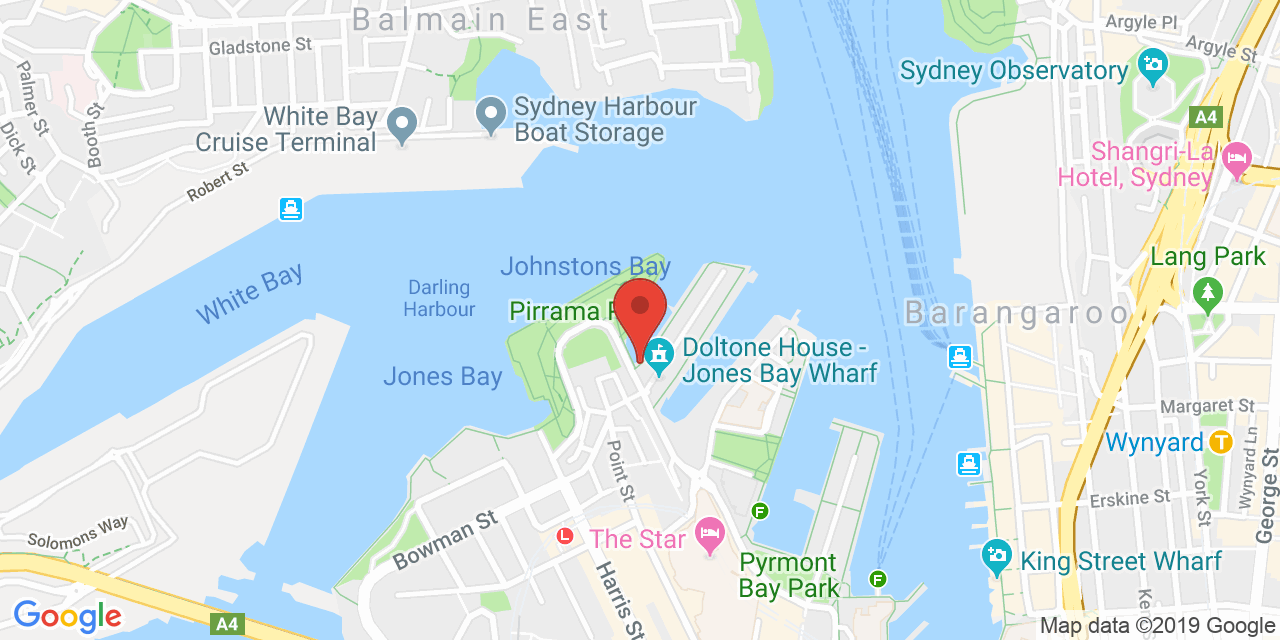 Balmain East
Argyle Pl
Gladstone St
Argyle St
Palmer St
Sydney Observatory
Booth St
White Bay
Cruise Terminal
Sydney Harbour
Boat Storage
A4
Dick St
Shangri-La
Hotel, Sydney
Robert St
Johnstons Bay
Lang Park
White Bay
Darling
Harbour
Pirrama
Barangaroo
Doltone House -
Jones Bay Wharf
Jones Bay
Margaret St
Wynyard
T
Point St
Wynyard Ln
York St
George St
Erskine St
F
Solomons Way
Bowman St
L
The Star
Pyrmont
Bay Park
F
King Street Wharf
Harris St
Google
A4
Map data ©2019 Google